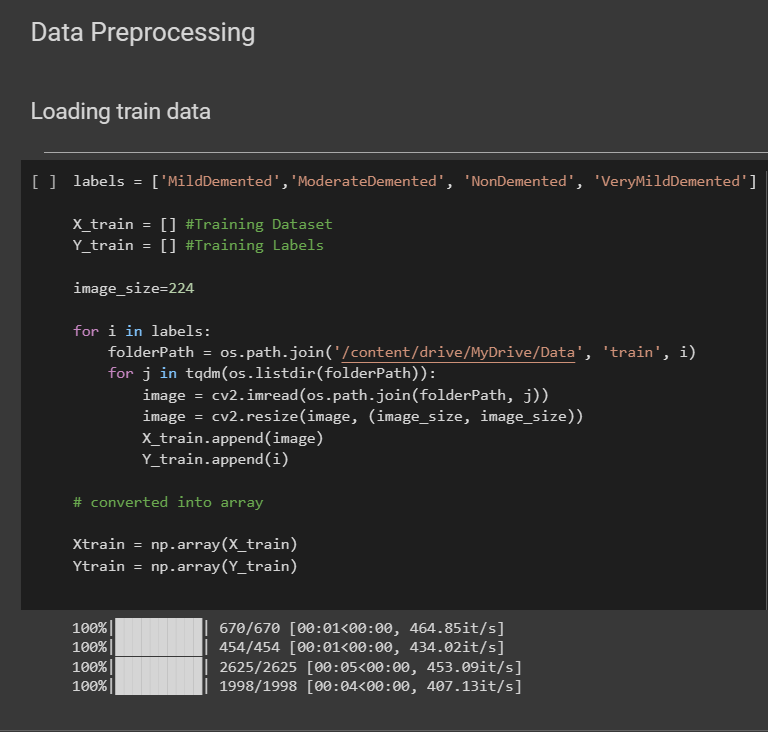 Data Preprocessing
Loading train data
[ ] labels = ['MildDemented','ModerateDemented', 'NonDemented', 'VeryMildDemented']
X_train = [] #Training Dataset
Y_train = [] #Training Labels
image_size=224
for i in labels:
    folderPath = os.path.join('/content/drive/MyDrive/Data', 'train', i)
    for j in tqdm(os.listdir(folderPath)):
        image = cv2.imread(os.path.join(folderPath, j))
        image = cv2.resize(image, (image_size, image_size))
        X_train.append(image)
        Y_train.append(i)
# converted into array
Xtrain = np.array(X_train)
Ytrain = np.array(Y_train)
100%|██████████| 670/670 [00:01<00:00, 464.85it/s]
100%|██████████| 454/454 [00:01<00:00, 434.02it/s]
100%|██████████| 2625/2625 [00:05<00:00, 453.09it/s]
100%|██████████| 1998/1998 [00:04<00:00, 407.13it/s]